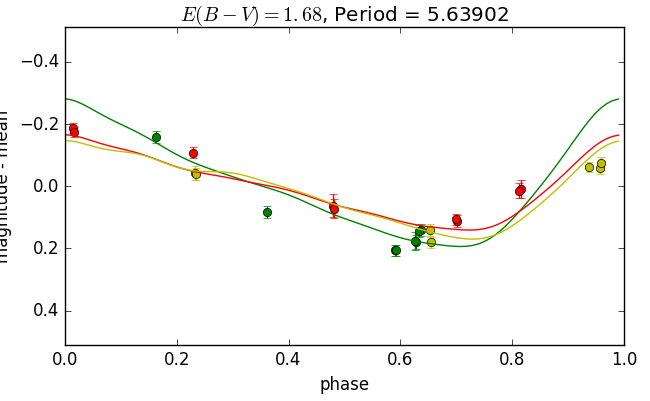 E(B − V) = 1.68, Period = 5.63902
magnitude - mean
−0.4
−0.2
0.0
0.2
0.4
0.0 0.2 0.4 0.6 0.8 1.0
phase